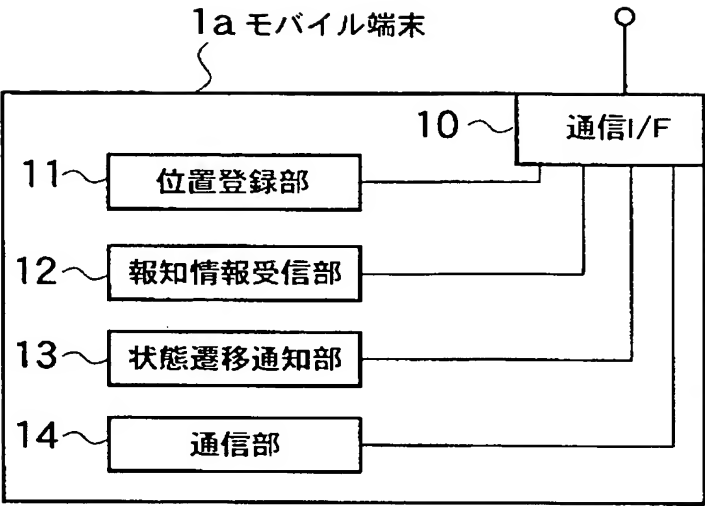 1a モバイル端末
10 通信I/F
11 位置登録部
12 報知情報受信部
13 状態遷移通知部
14 通信部